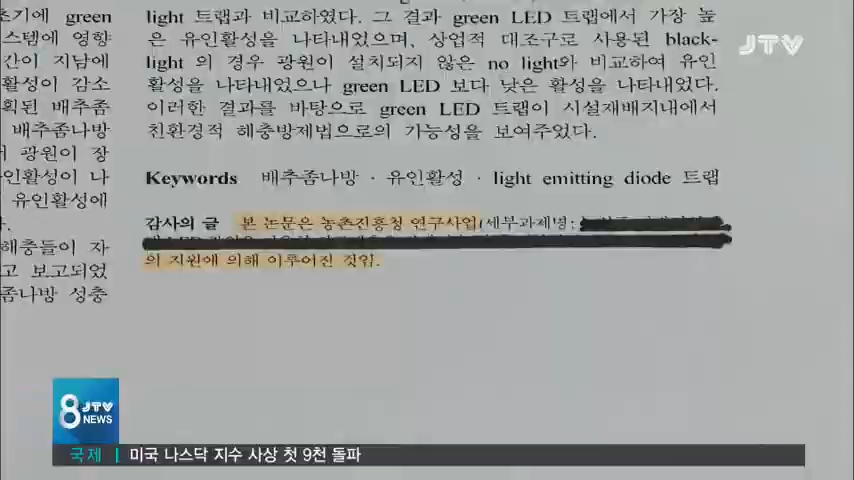 초기에 green
스템에 영향
간이 지남에
활성이 감소
획된 배추좀
배추좀나방
광원이 장
인활성이 나
유인활성에
해충들이 자
고 보고되었
좀나방 성충
light 트랩과 비교하였다. 그 결과 green LED 트랩에서 가장 높
은 유인활성을 나타내었으며, 상업적 대조구로 사용된 black-
light 의 경우 광원이 설치되지 않은 no light와 비교하여 유인
활성을 나타내었으나 green LED 보다 낮은 활성을 나타내었다.
이러한 결과를 바탕으로 green LED 트랩이 시설재배지내에서
친환경적 해충방제법으로의 가능성을 보여주었다.
Keywords 배추좀나방 · 유인활성 · light emitting diode 트랩
감사의 글 본 논문은 농촌진흥청 연구사업(세부과제명:
의 지원에 의해 이루어진 것임.
JTV
8 JTV NEWS
국제 | 미국 나스닥 지수 사상 첫 9천 돌파